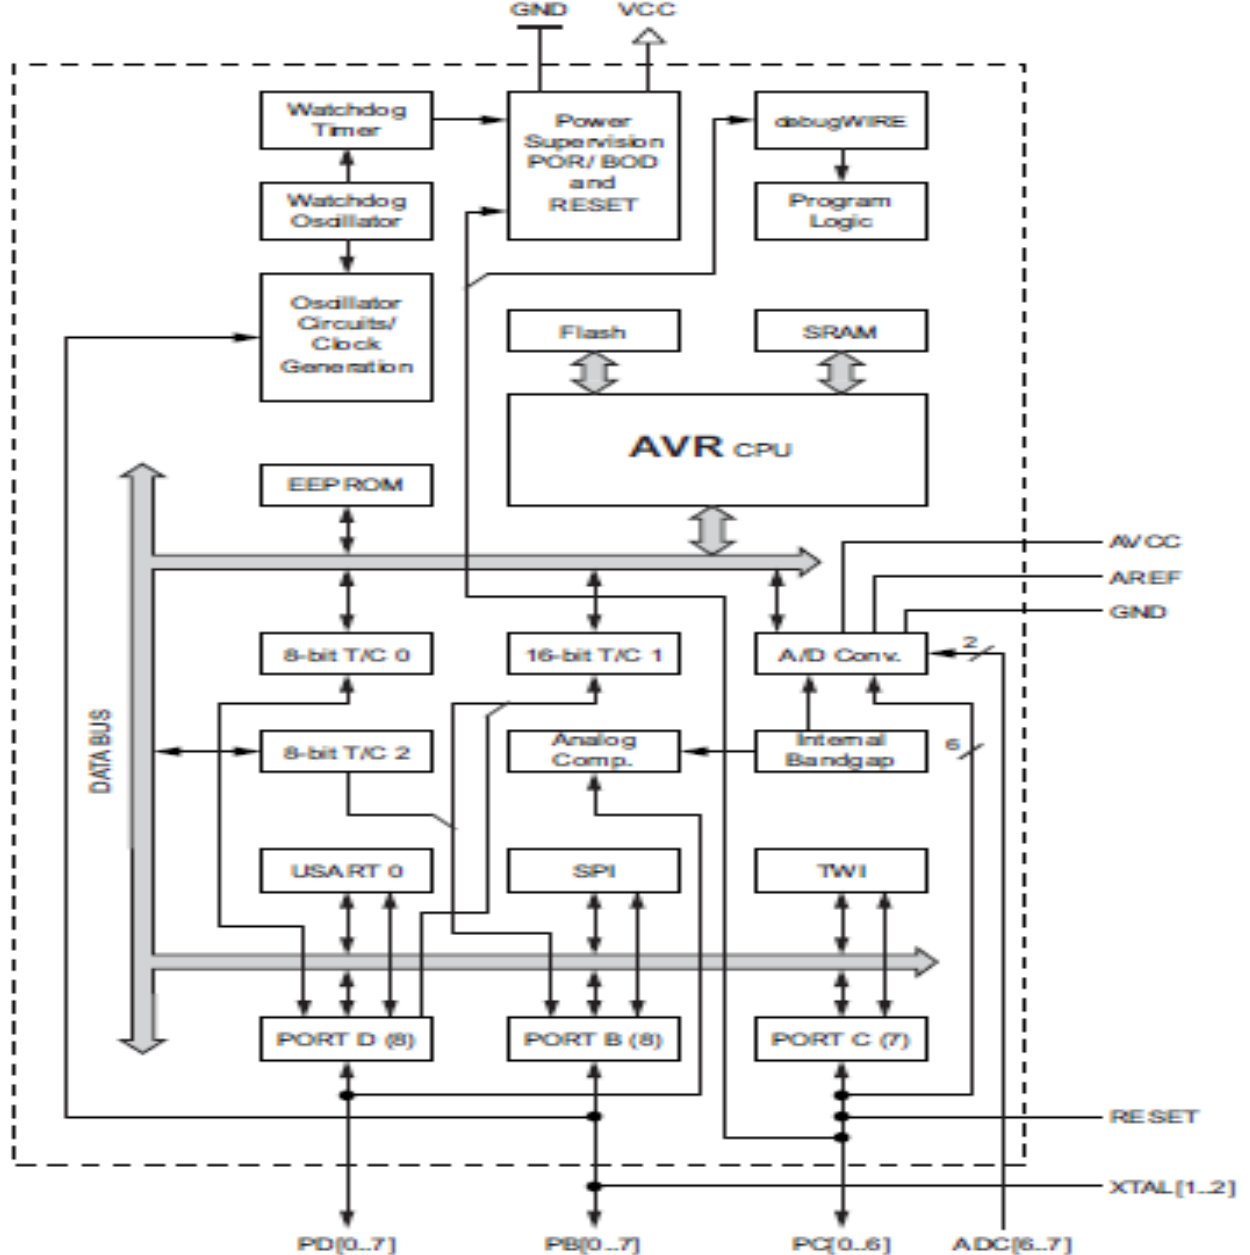 GND VCC
Watchdog
Timer
Power
Supervision
POR/ BOD
and
RESET
debugWIRE
Watchdog
Oscillator
Program
Logic
Oscillator
Circuits/
Clock
Generation
Flash
SRAM
AVR CPU
EEPROM
AVCC
AREF
GND
8-bit T/C 0
16-bit T/C 1
A/D Conv.
2
DATA BUS
8-bit T/C 2
Analog
Comp.
Internal
Bandgap
6
USART 0
SPI
TWI
PORT D (8)
PORT B (8)
PORT C (7)
RESET
XTAL[1..2]
PD[0..7]
PB[0..7]
PC[0..6]
ADC[6..7]